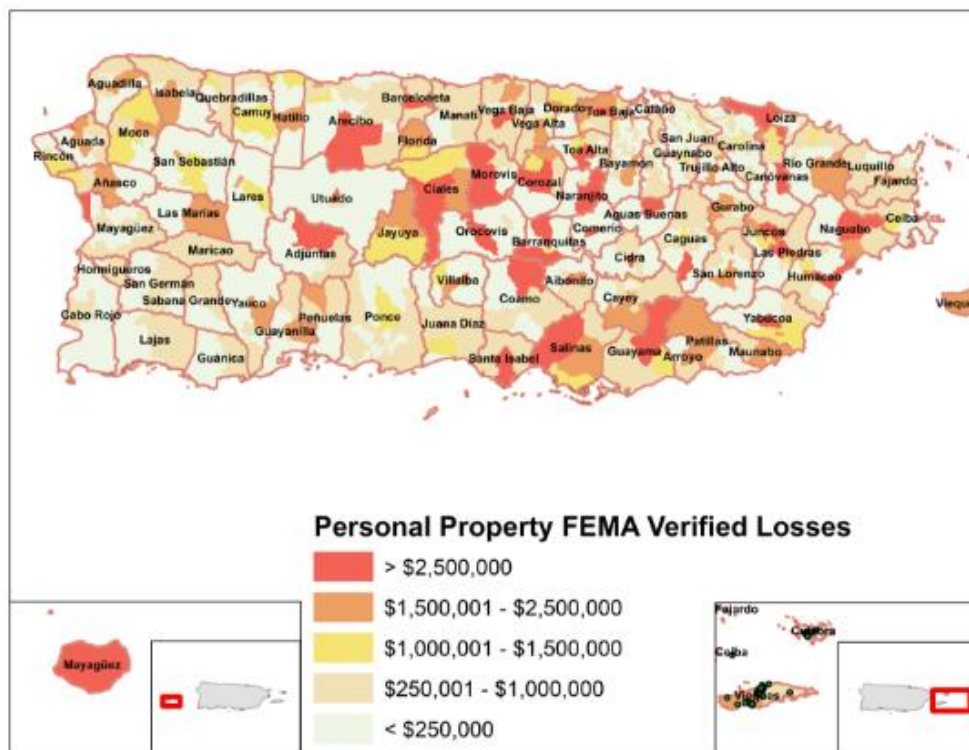 Aguadilla
Isabela
Quebradillas
Camuy
Hatillo
Arecibo
Barceloneta
Manatí
Vega Baja
Vega Alta
Dorado
Toa Baja
Cataño
San Juan
Loiza
Aguada
Moca
Florida
Toa Alta
Bayamón
Guaynabo
Carolina
Trujillo Alto
Rio Grande
Luquillo
Rincón
San Sebastián
Morovis
Corozal
Canóvanas
Fajardo
Añasco
Lares
Utuado
Ciales
Naranjito
Las Marías
Aguas Buenas
Gurabo
Ceiba
Mayagüez
Jayuya
Orocovis
Barranquitas
Comerío
Caguas
Juncos
Naguabo
Maricao
Adjuntas
Cidra
Las Piedras
Hormigueros
San Germán
Villalba
Aibonito
San Lorenzo
Humacao
Sabana Grande
Yauco
Peñuelas
Coamo
Cayey
Vieques
Cabo Rojo
Ponce
Juana Díaz
Yabucoa
Lajas
Guayanilla
Guánica
Santa Isabel
Salinas
Guayama
Patillas
Arroyo
Maunabo
Personal Property FEMA Verified Losses
> $2,500,000
$1,500,001 - $2,500,000
$1,000,001 - $1,500,000
$250,001 - $1,000,000
< $250,000
Mayagüez
Fajardo
Culebra
Ceiba
Vieques